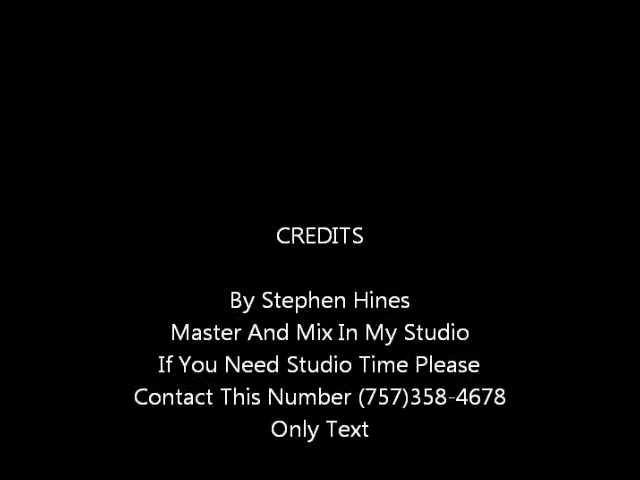 CREDITS
By Stephen Hines
Master And Mix In My Studio
If You Need Studio Time Please
Contact This Number (757)358-4678
Only Text